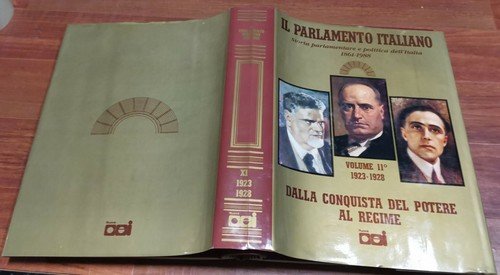 IL PARLAMENTO ITALIANO
Storia parlamentare e politica dell'Italia
1861-1988
VOLUME 11°
1923-1928
DALLA CONQUISTA DEL POTERE
AL REGIME
Nuova
CEI
XI
1923
1928
Nuova
CEI
Nuova
CEI